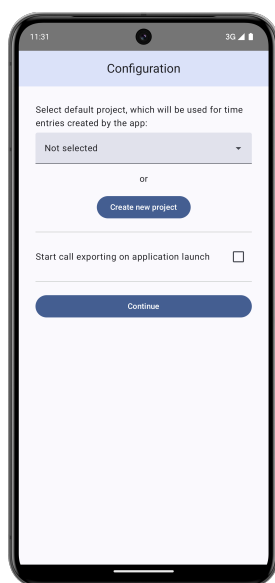 11:31
3G
Configuration
Select default project, which will be used for time
entries created by the app:
Not selected
or
Create new project
Start call exporting on application launch
Continue